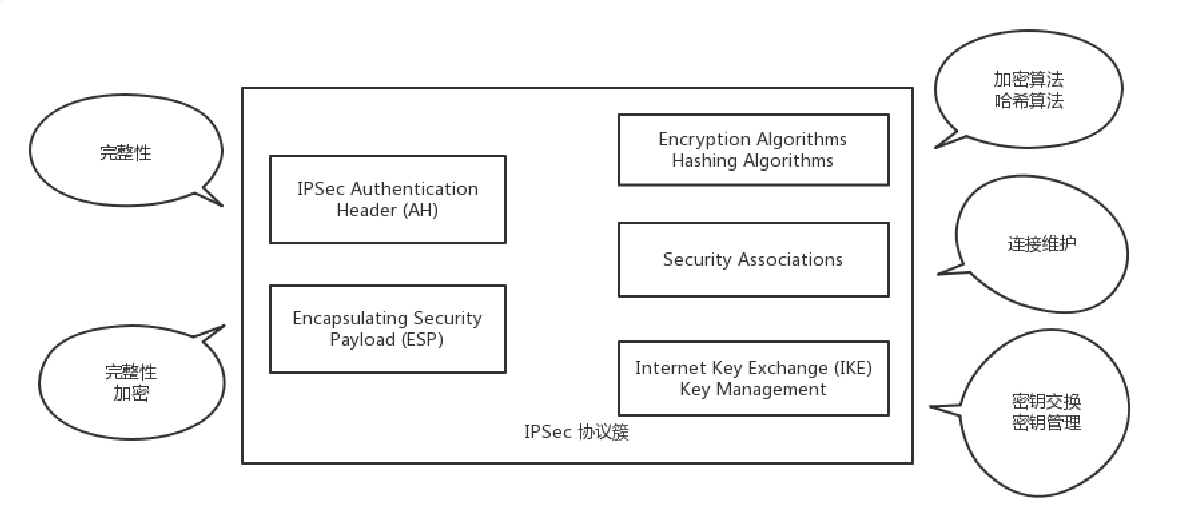 完整性
IPSec Authentication
Header (AH)
完整性
加密
Encapsulating Security
Payload (ESP)
加密算法
哈希算法
Encryption Algorithms
Hashing Algorithms
连接维护
Security Associations
密钥交换
密钥管理
Internet Key Exchange (IKE)
Key Management
IPSec 协议簇